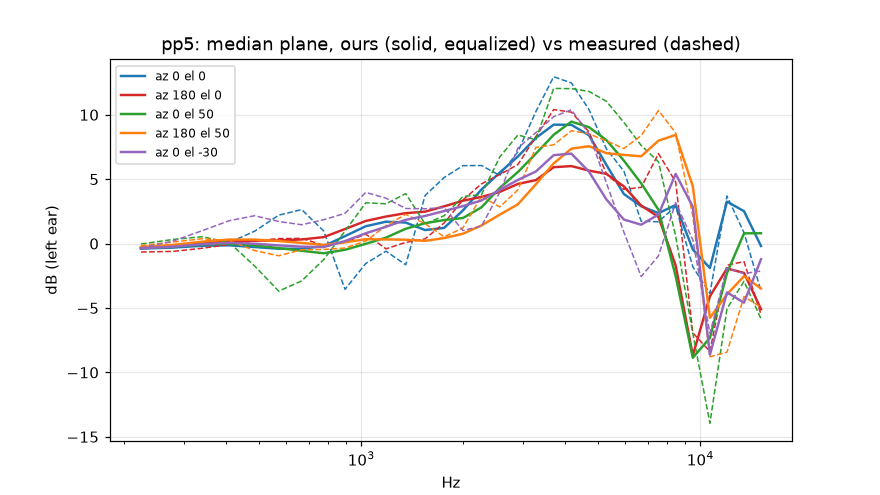 pp5: median plane, ours (solid, equalized) vs measured (dashed)
az 0 el 0
az 180 el 0
az 0 el 50
az 180 el 50
az 0 el -30
10
5
0
−5
−10
−15
dB (left ear)
10³
10⁴
Hz